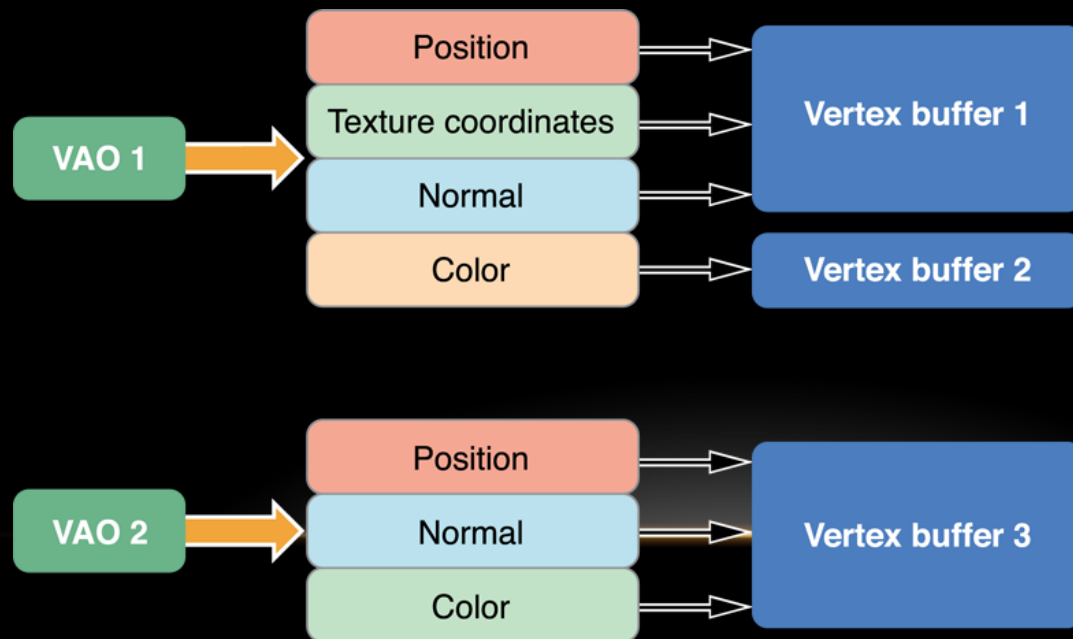 Position
Texture coordinates
VAO 1
Normal
Color
Vertex buffer 1
Vertex buffer 2
Position
VAO 2
Normal
Color
Vertex buffer 3